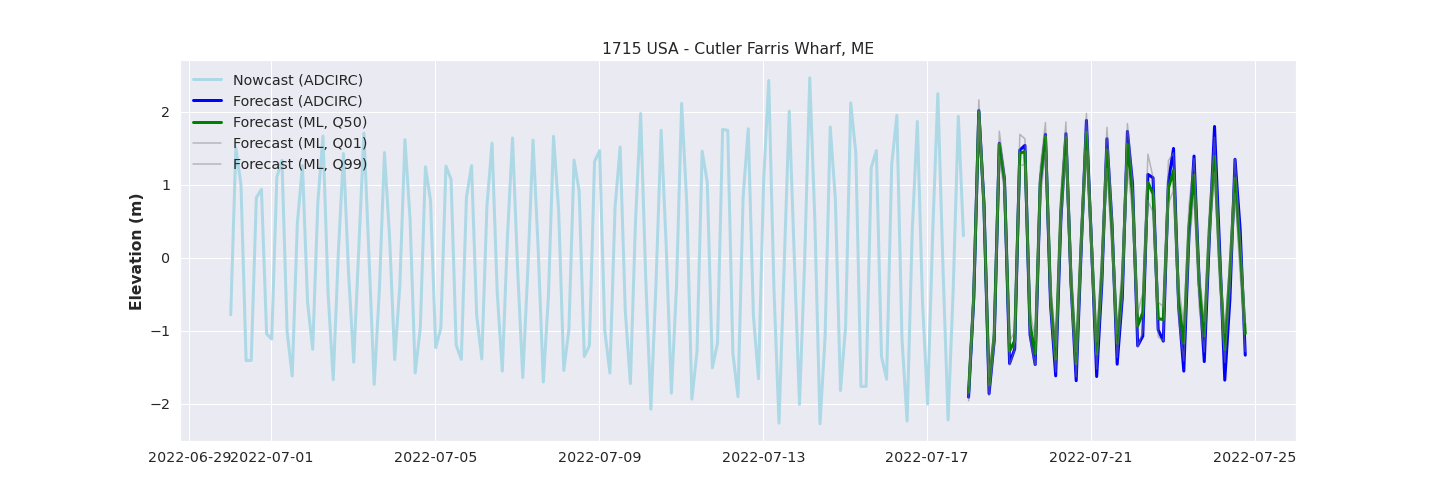 1715 USA - Cutler Farris Wharf, ME
Nowcast (ADCIRC)
Forecast (ADCIRC)
Forecast (ML, Q50)
Forecast (ML, Q01)
Forecast (ML, Q99)
Elevation (m)
2
1
0
−1
−2
2022-06-29
2022-07-01
2022-07-05
2022-07-09
2022-07-13
2022-07-17
2022-07-21
2022-07-25